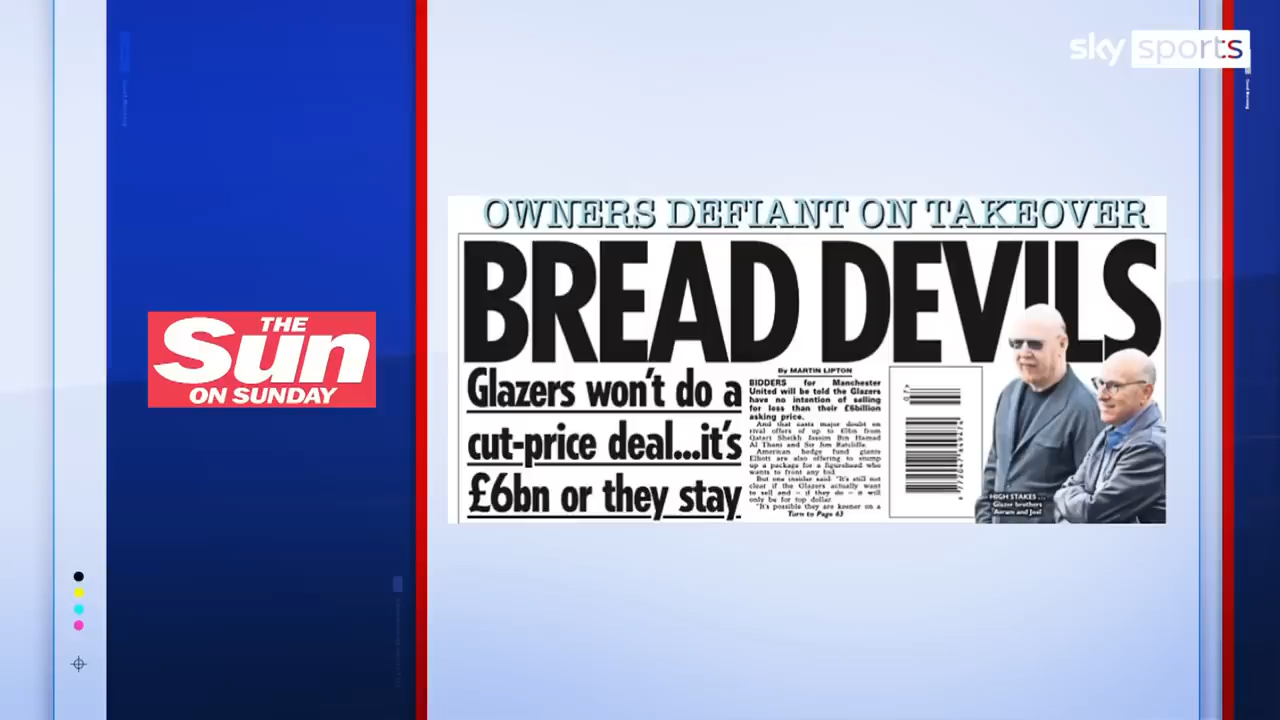 sky sports
THE
Sun
ON SUNDAY
OWNERS DEFIANT ON TAKEOVER
BREAD DEVILS
Glazers won't do a
cut-price deal...it's
£6bn or they stay
By MARTIN LIPTON
BIDDERS for Manchester
United will be told the Glazers
have no intention of selling
for less than their £6billion
asking price.
And that casts major doubt on
rival offers of up to from
Qatari Sheikh Jassim Bin Hamad
Al Thani and Sir Jim Ratcliffe.
American hedge fund giants
Elliott are also offering to stump
up a package for a figurehead who
wants to front any bid.
But one insider said: "It's still not
clear if the Glazers actually want
to sell and – if they do – it will
only be for top dollar.
"It's possible they are keener on a
Turn to Page 63
HIGH STAKES ...
Glazer brothers
Avram and Joel